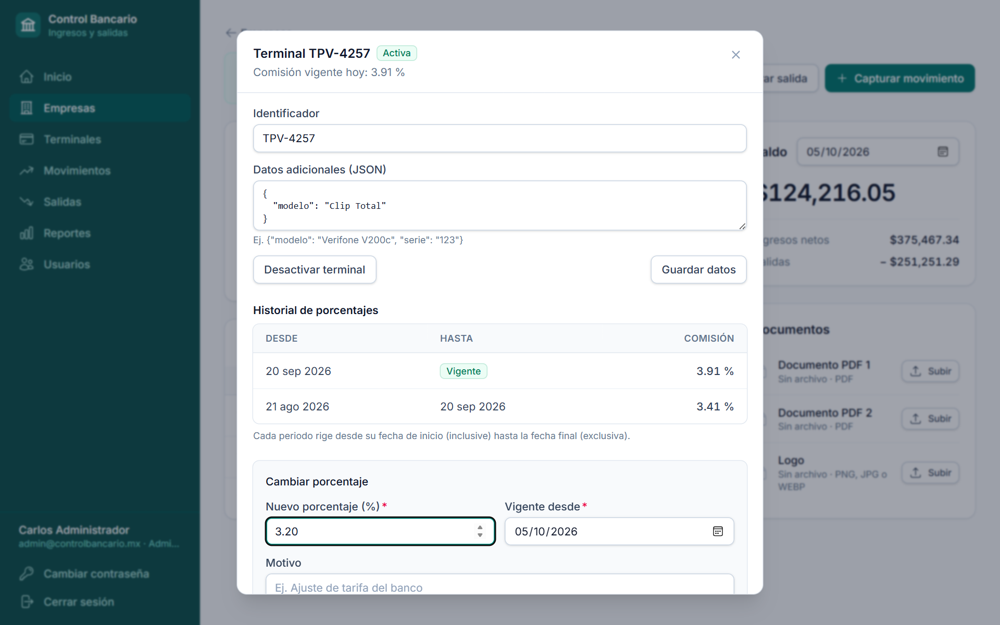 Control Bancario
Ingresos y salidas
Inicio
Empresas
Terminales
Movimientos
Salidas
Reportes
Usuarios
Carlos Administrador
admin@controlbancario.mx · Admi...
Cambiar contraseña
Cerrar sesión
Terminal TPV-4257 Activa
Comisión vigente hoy: 3.91 %
Identificador
TPV-4257
Datos adicionales (JSON)
{
"modelo": "Clip Total"
}
Ej. {"modelo": "Verifone V200c", "serie": "123"}
Desactivar terminal
Guardar datos
Historial de porcentajes
DESDE HASTA COMISIÓN
20 sep 2026 Vigente 3.91 %
21 ago 2026 20 sep 2026 3.41 %
Cada periodo rige desde su fecha de inicio (inclusive) hasta la fecha final (exclusiva).
Cambiar porcentaje
Nuevo porcentaje (%) *
3.20
Vigente desde *
05/10/2026
Motivo
Ej. Ajuste de tarifa del banco
ar salida
+ Capturar movimiento
aldo 05/10/2026
$124,216.05
gresos netos $375,467.34
alidas − $251,251.29
ocumentos
Documento PDF 1
Sin archivo · PDF
Subir
Documento PDF 2
Sin archivo · PDF
Subir
Logo
Sin archivo · PNG, JPG o
WEBP
Subir